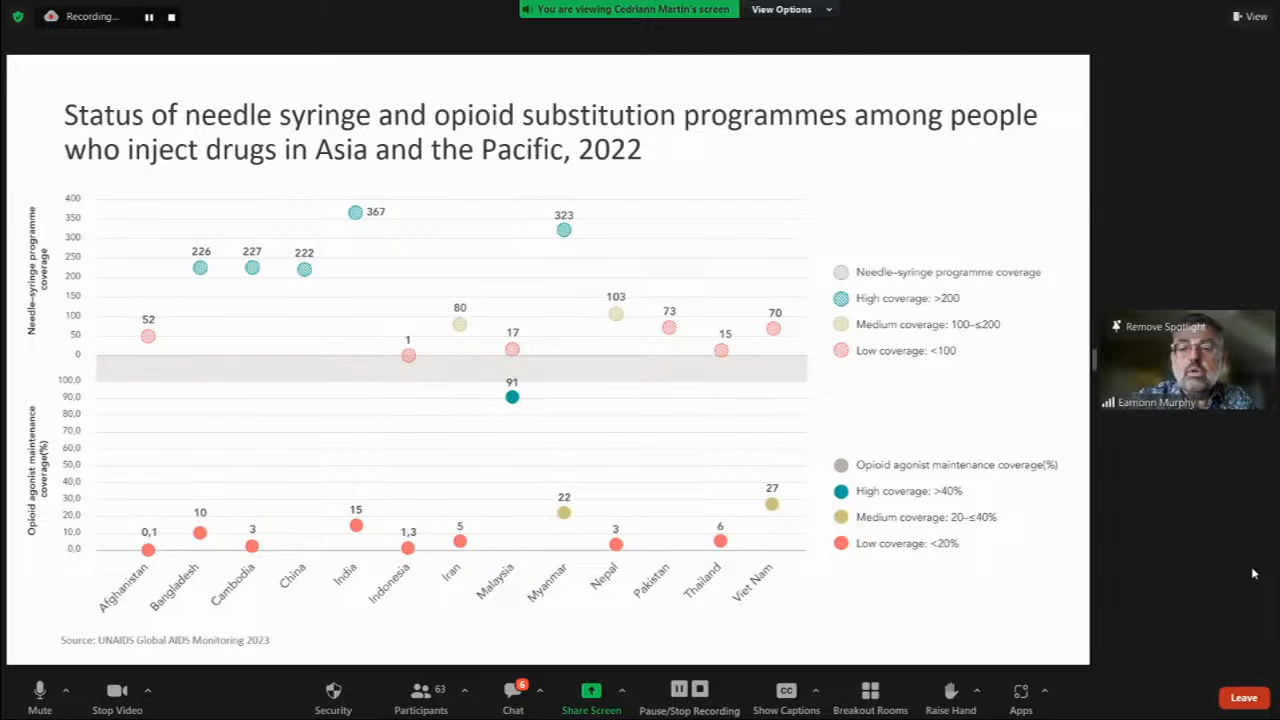 Recording...
You are viewing Cedriann Martin's screen
View Options
View
Status of needle syringe and opioid substitution programmes among people
who inject drugs in Asia and the Pacific, 2022
Needle–syringe programme
coverage
400
350
300
250
200
150
100
50
0
52
226
227
222
367
1
80
17
323
103
73
15
70
Needle–syringe programme coverage
High coverage: >200
Medium coverage: 100–≤200
Low coverage: <100
Remove Spotlight
Eamonn Murphy
Opioid agonist maintenance
coverage(%)
100,0
90,0
80,0
70,0
60,0
50,0
40,0
30,0
20,0
10,0
0,0
0,1
10
3
15
1,3
5
91
22
3
6
27
Opioid agonist maintenance coverage(%)
High coverage: >40%
Medium coverage: 20–≤40%
Low coverage: <20%
Afghanistan
Bangladesh
Cambodia
China
India
Indonesia
Iran
Malaysia
Myanmar
Nepal
Pakistan
Thailand
Viet Nam
Source: UNAIDS Global AIDS Monitoring 2023
Mute
Stop Video
Security
Participants
63
Chat
6
Share Screen
Pause/Stop Recording
CC
Show Captions
Breakout Rooms
Raise Hand
Apps
Leave